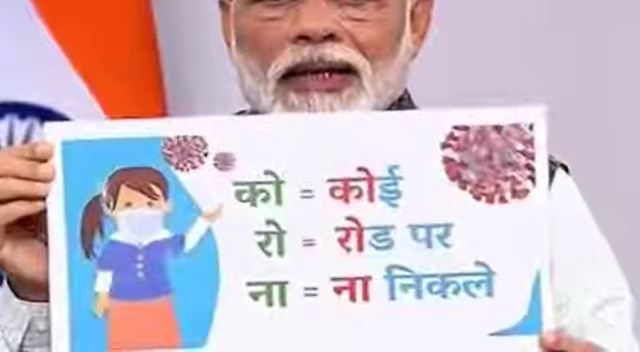 को = कोई
रो = रोड पर
ना = ना निकले